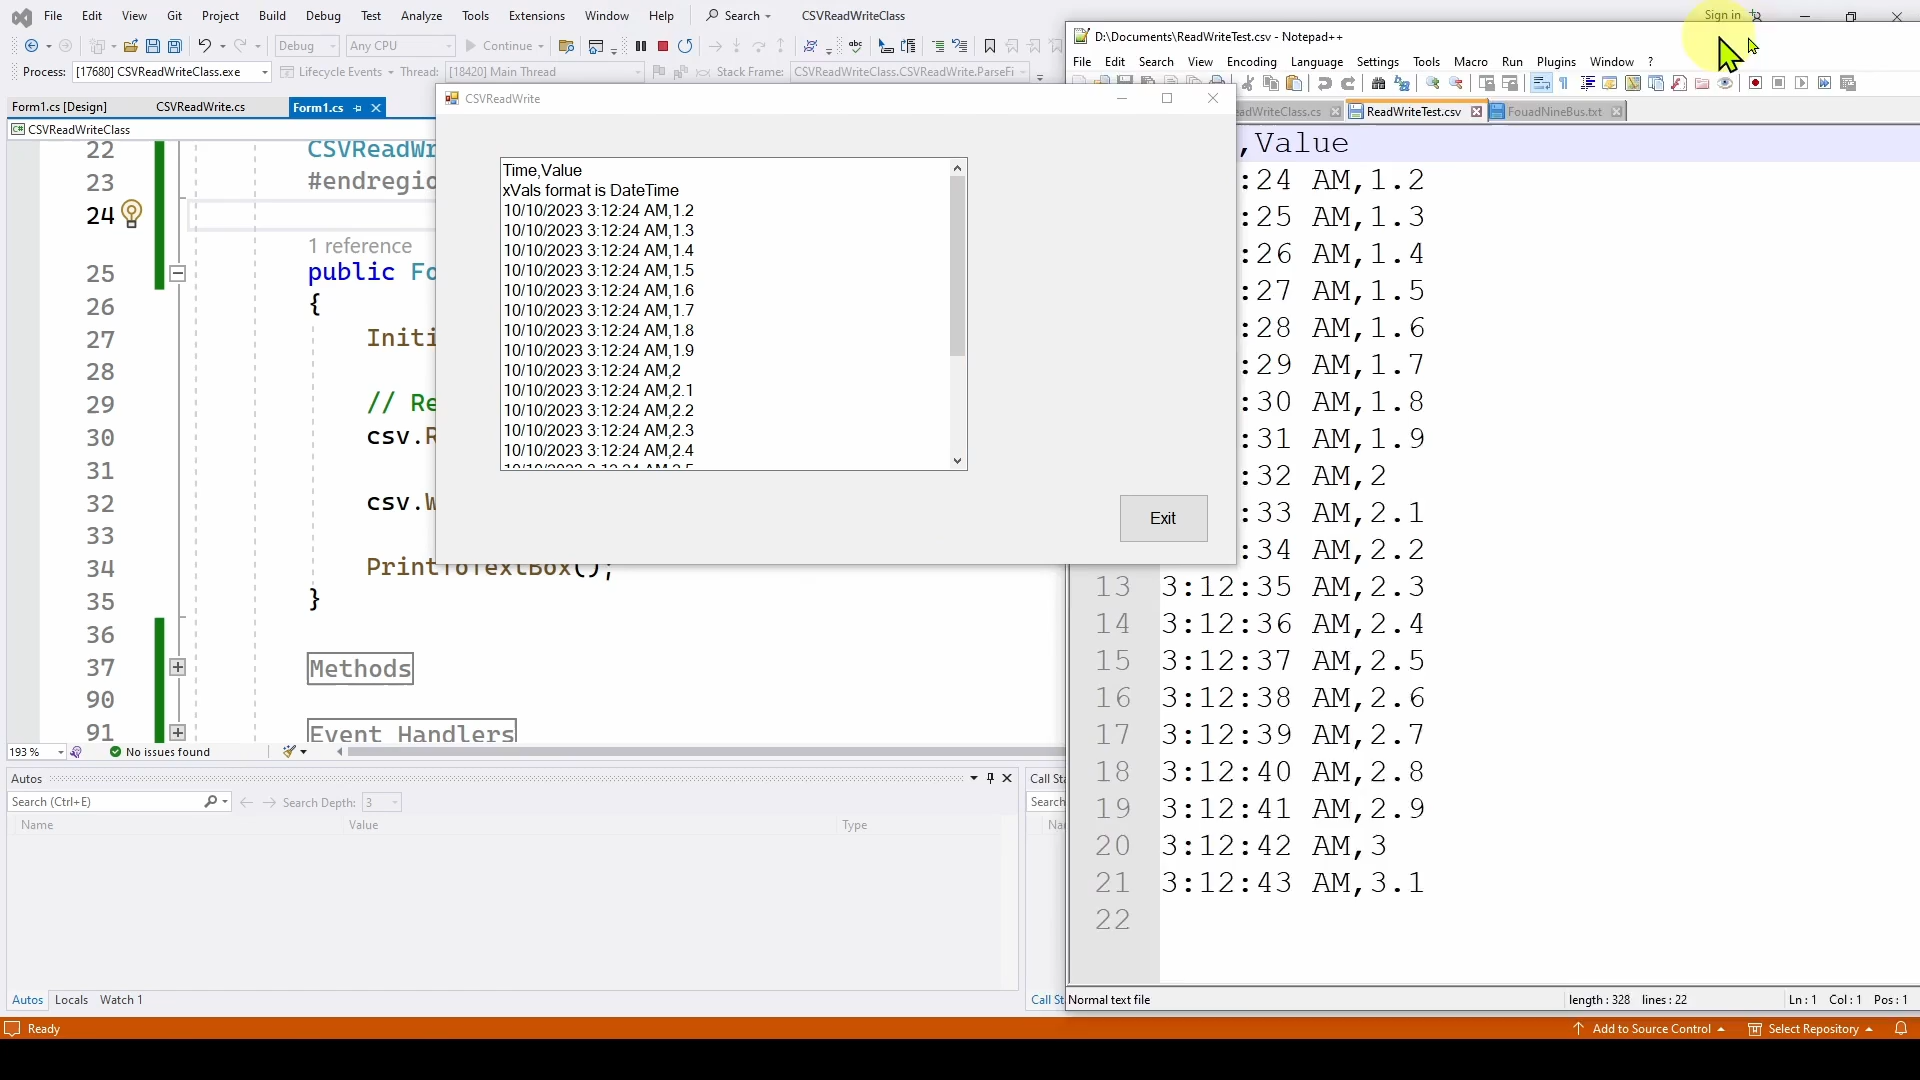 File Edit View Git Project Build Debug Test Analyze Tools Extensions Window Help Search CSVReadWriteClass Sign in
Debug Any CPU Continue
Process: [17680] CSVReadWriteClass.exe Lifecycle Events Thread: [18420] Main Thread Stack Frame: CSVReadWriteClass.CSVReadWrite.ParseFi
Form1.cs [Design] CSVReadWrite.cs Form1.cs
CSVReadWriteClass
22 CSVReadWr
23 #endregio
24
1 reference
25 public Fo
26 {
27 Initi
28
29 // Re
30 csv.R
31
32 csv.W
33
34 PrintToTextBox();
35 }
36
37 Methods
90
91 Event Handlers
193 % No issues found
Autos
Search (Ctrl+E) Search Depth: 3
Name Value Type
Autos Locals Watch 1
Call Sta
Search
Na
Call St
Ready Add to Source Control Select Repository
CSVReadWrite
Time,Value
xVals format is DateTime
10/10/2023 3:12:24 AM,1.2
10/10/2023 3:12:24 AM,1.3
10/10/2023 3:12:24 AM,1.4
10/10/2023 3:12:24 AM,1.5
10/10/2023 3:12:24 AM,1.6
10/10/2023 3:12:24 AM,1.7
10/10/2023 3:12:24 AM,1.8
10/10/2023 3:12:24 AM,1.9
10/10/2023 3:12:24 AM,2
10/10/2023 3:12:24 AM,2.1
10/10/2023 3:12:24 AM,2.2
10/10/2023 3:12:24 AM,2.3
10/10/2023 3:12:24 AM,2.4
Exit
D:\Documents\ReadWriteTest.csv - Notepad++
File Edit Search View Encoding Language Settings Tools Macro Run Plugins Window ?
eadWriteClass.cs ReadWriteTest.csv FouadNineBus.txt
,Value
:24 AM,1.2
:25 AM,1.3
:26 AM,1.4
:27 AM,1.5
:28 AM,1.6
:29 AM,1.7
:30 AM,1.8
:31 AM,1.9
:32 AM,2
:33 AM,2.1
:34 AM,2.2
13 3:12:35 AM,2.3
14 3:12:36 AM,2.4
15 3:12:37 AM,2.5
16 3:12:38 AM,2.6
17 3:12:39 AM,2.7
18 3:12:40 AM,2.8
19 3:12:41 AM,2.9
20 3:12:42 AM,3
21 3:12:43 AM,3.1
22
Normal text file length : 328 lines : 22 Ln : 1 Col : 1 Pos : 1